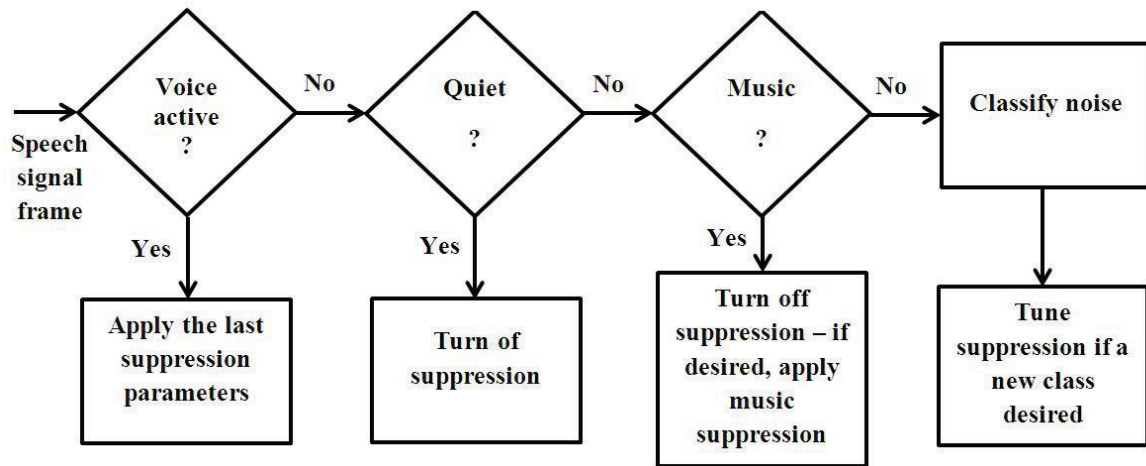 Voice
active
?
No
Quiet
?
No
Music
?
No
Classify noise
Speech
signal
frame
Yes
Yes
Yes
Apply the last
suppression
parameters
Turn of
suppression
Turn off
suppression – if
desired, apply
music
suppression
Tune
suppression if a
new class
desired